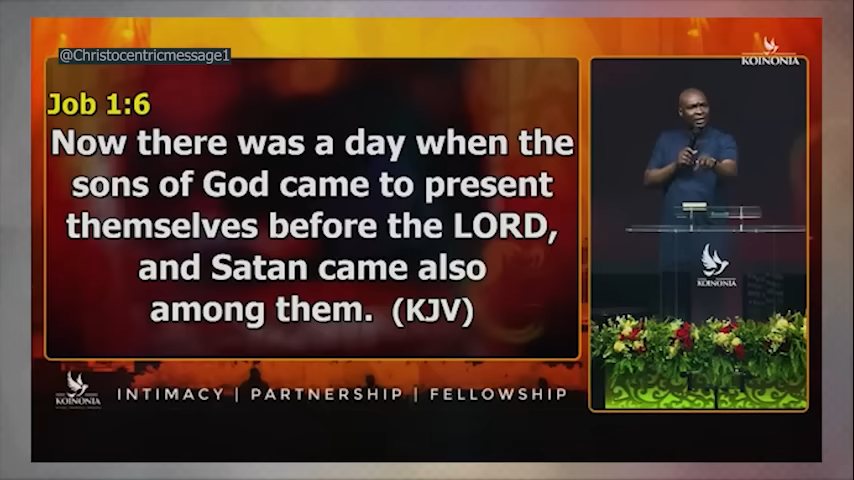 @Christocentricmessage1
KOINONIA
Job 1:6
Now there was a day when the
sons of God came to present
themselves before the LORD,
and Satan came also
among them. (KJV)
KOINONIA
KOINONIA
INTIMACY | PARTNERSHIP | FELLOWSHIP